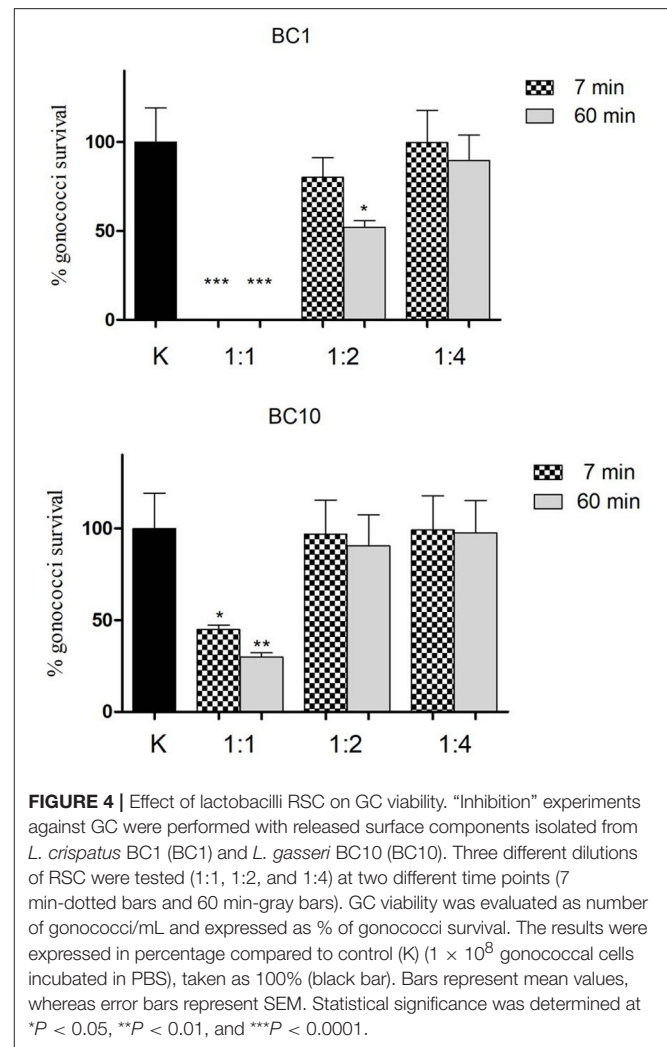 BC1
% gonococci survival
100
50
0
7 min
60 min
*** ***
*
K 1:1 1:2 1:4
BC10
% gonococci survival
100
50
0
7 min
60 min
*
**
K 1:1 1:2 1:4
FIGURE 4 | Effect of lactobacilli RSC on GC viability. “Inhibition” experiments
against GC were performed with released surface components isolated from
L. crispatus BC1 (BC1) and L. gasseri BC10 (BC10). Three different dilutions
of RSC were tested (1:1, 1:2, and 1:4) at two different time points (7
min-dotted bars and 60 min-gray bars). GC viability was evaluated as number
of gonococci/mL and expressed as % of gonococci survival. The results were
expressed in percentage compared to control (K) (1 × 10⁸ gonococcal cells
incubated in PBS), taken as 100% (black bar). Bars represent mean values,
whereas error bars represent SEM. Statistical significance was determined at
*P < 0.05, **P < 0.01, and ***P < 0.0001.